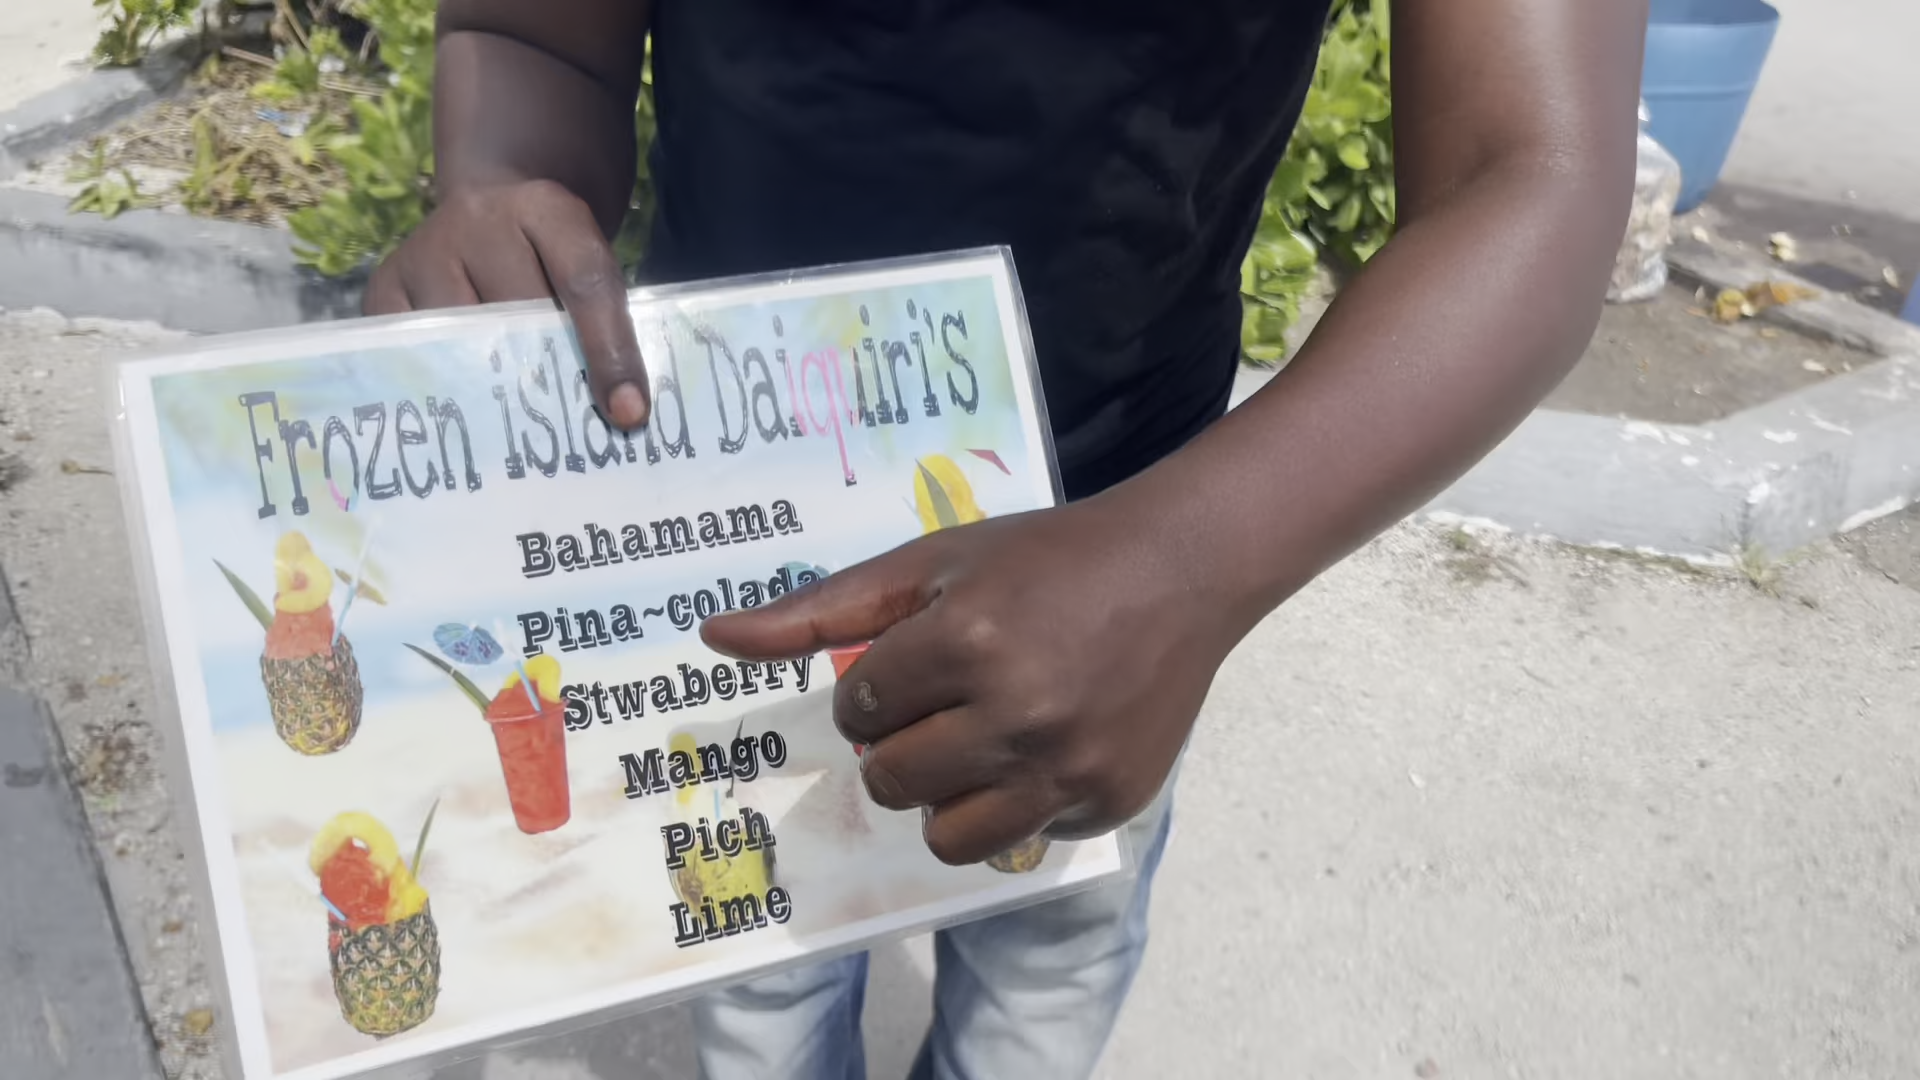 Frozen island Daiquiri's
Bahamama
Pina~colada
Stwaberry
Mango
Pich
Lime